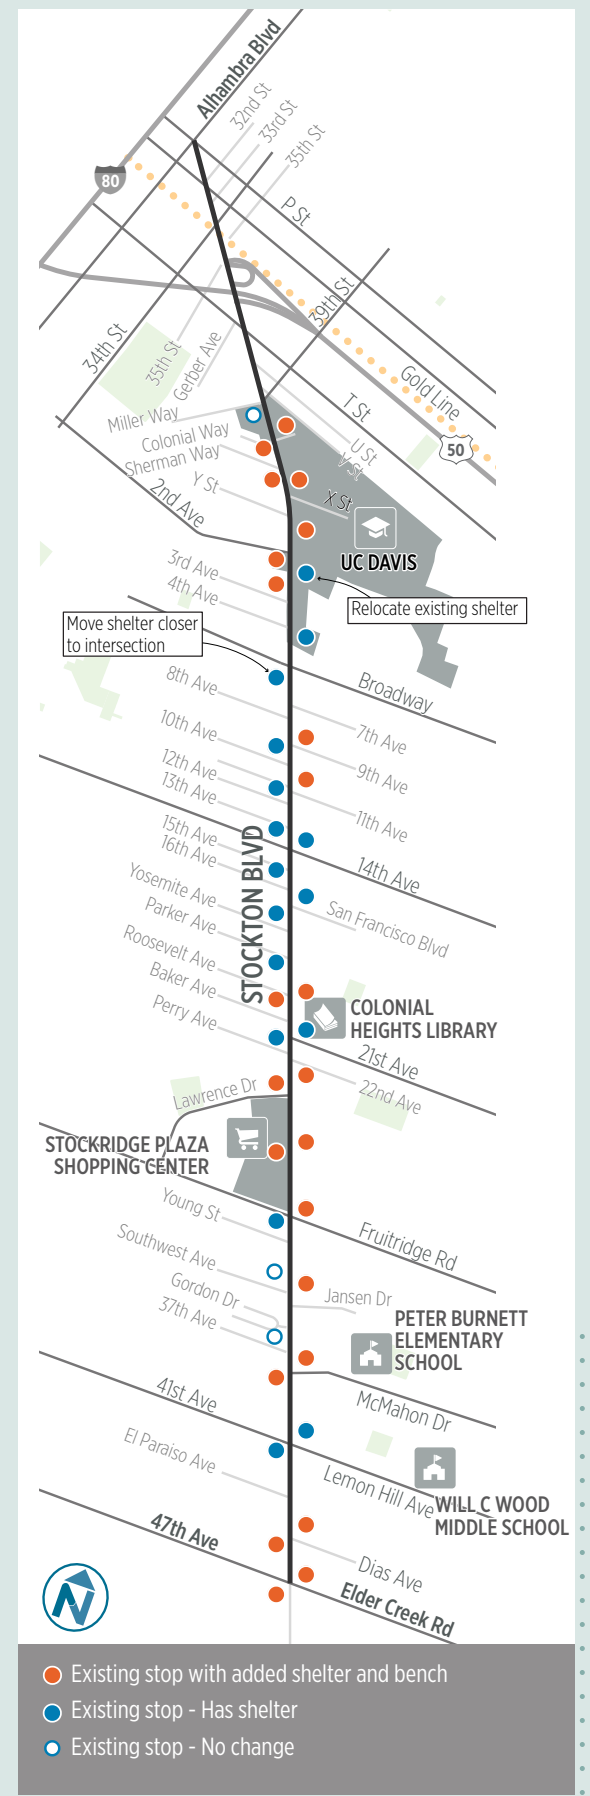 Alhambra Blvd
32nd St
33rd St
35th St
80
P St
39th St
34th St
35th St
Gerber Ave
Gold Line
Miller Way
T St
Colonial Way
U St
50
Sherman Way
V St
Y St
X St
2nd Ave
UC DAVIS
3rd Ave
4th Ave
Relocate existing shelter
Move shelter closer
to intersection
8th Ave
Broadway
10th Ave
7th Ave
12th Ave
9th Ave
13th Ave
15th Ave
11th Ave
16th Ave
14th Ave
STOCKTON BLVD
Yosemite Ave
Parker Ave
San Francisco Blvd
Roosevelt Ave
Baker Ave
Perry Ave
COLONIAL
HEIGHTS LIBRARY
21st Ave
22nd Ave
Lawrence Dr
STOCKRIDGE PLAZA
SHOPPING CENTER
Young St
Fruitridge Rd
Southwest Ave
Gordon Dr
Jansen Dr
37th Ave
PETER BURNETT
ELEMENTARY
SCHOOL
41st Ave
McMahon Dr
El Paraiso Ave
Lemon Hill Ave
WILL C WOOD
MIDDLE SCHOOL
47th Ave
Dias Ave
Elder Creek Rd
N
Existing stop with added shelter and bench
Existing stop - Has shelter
Existing stop - No change